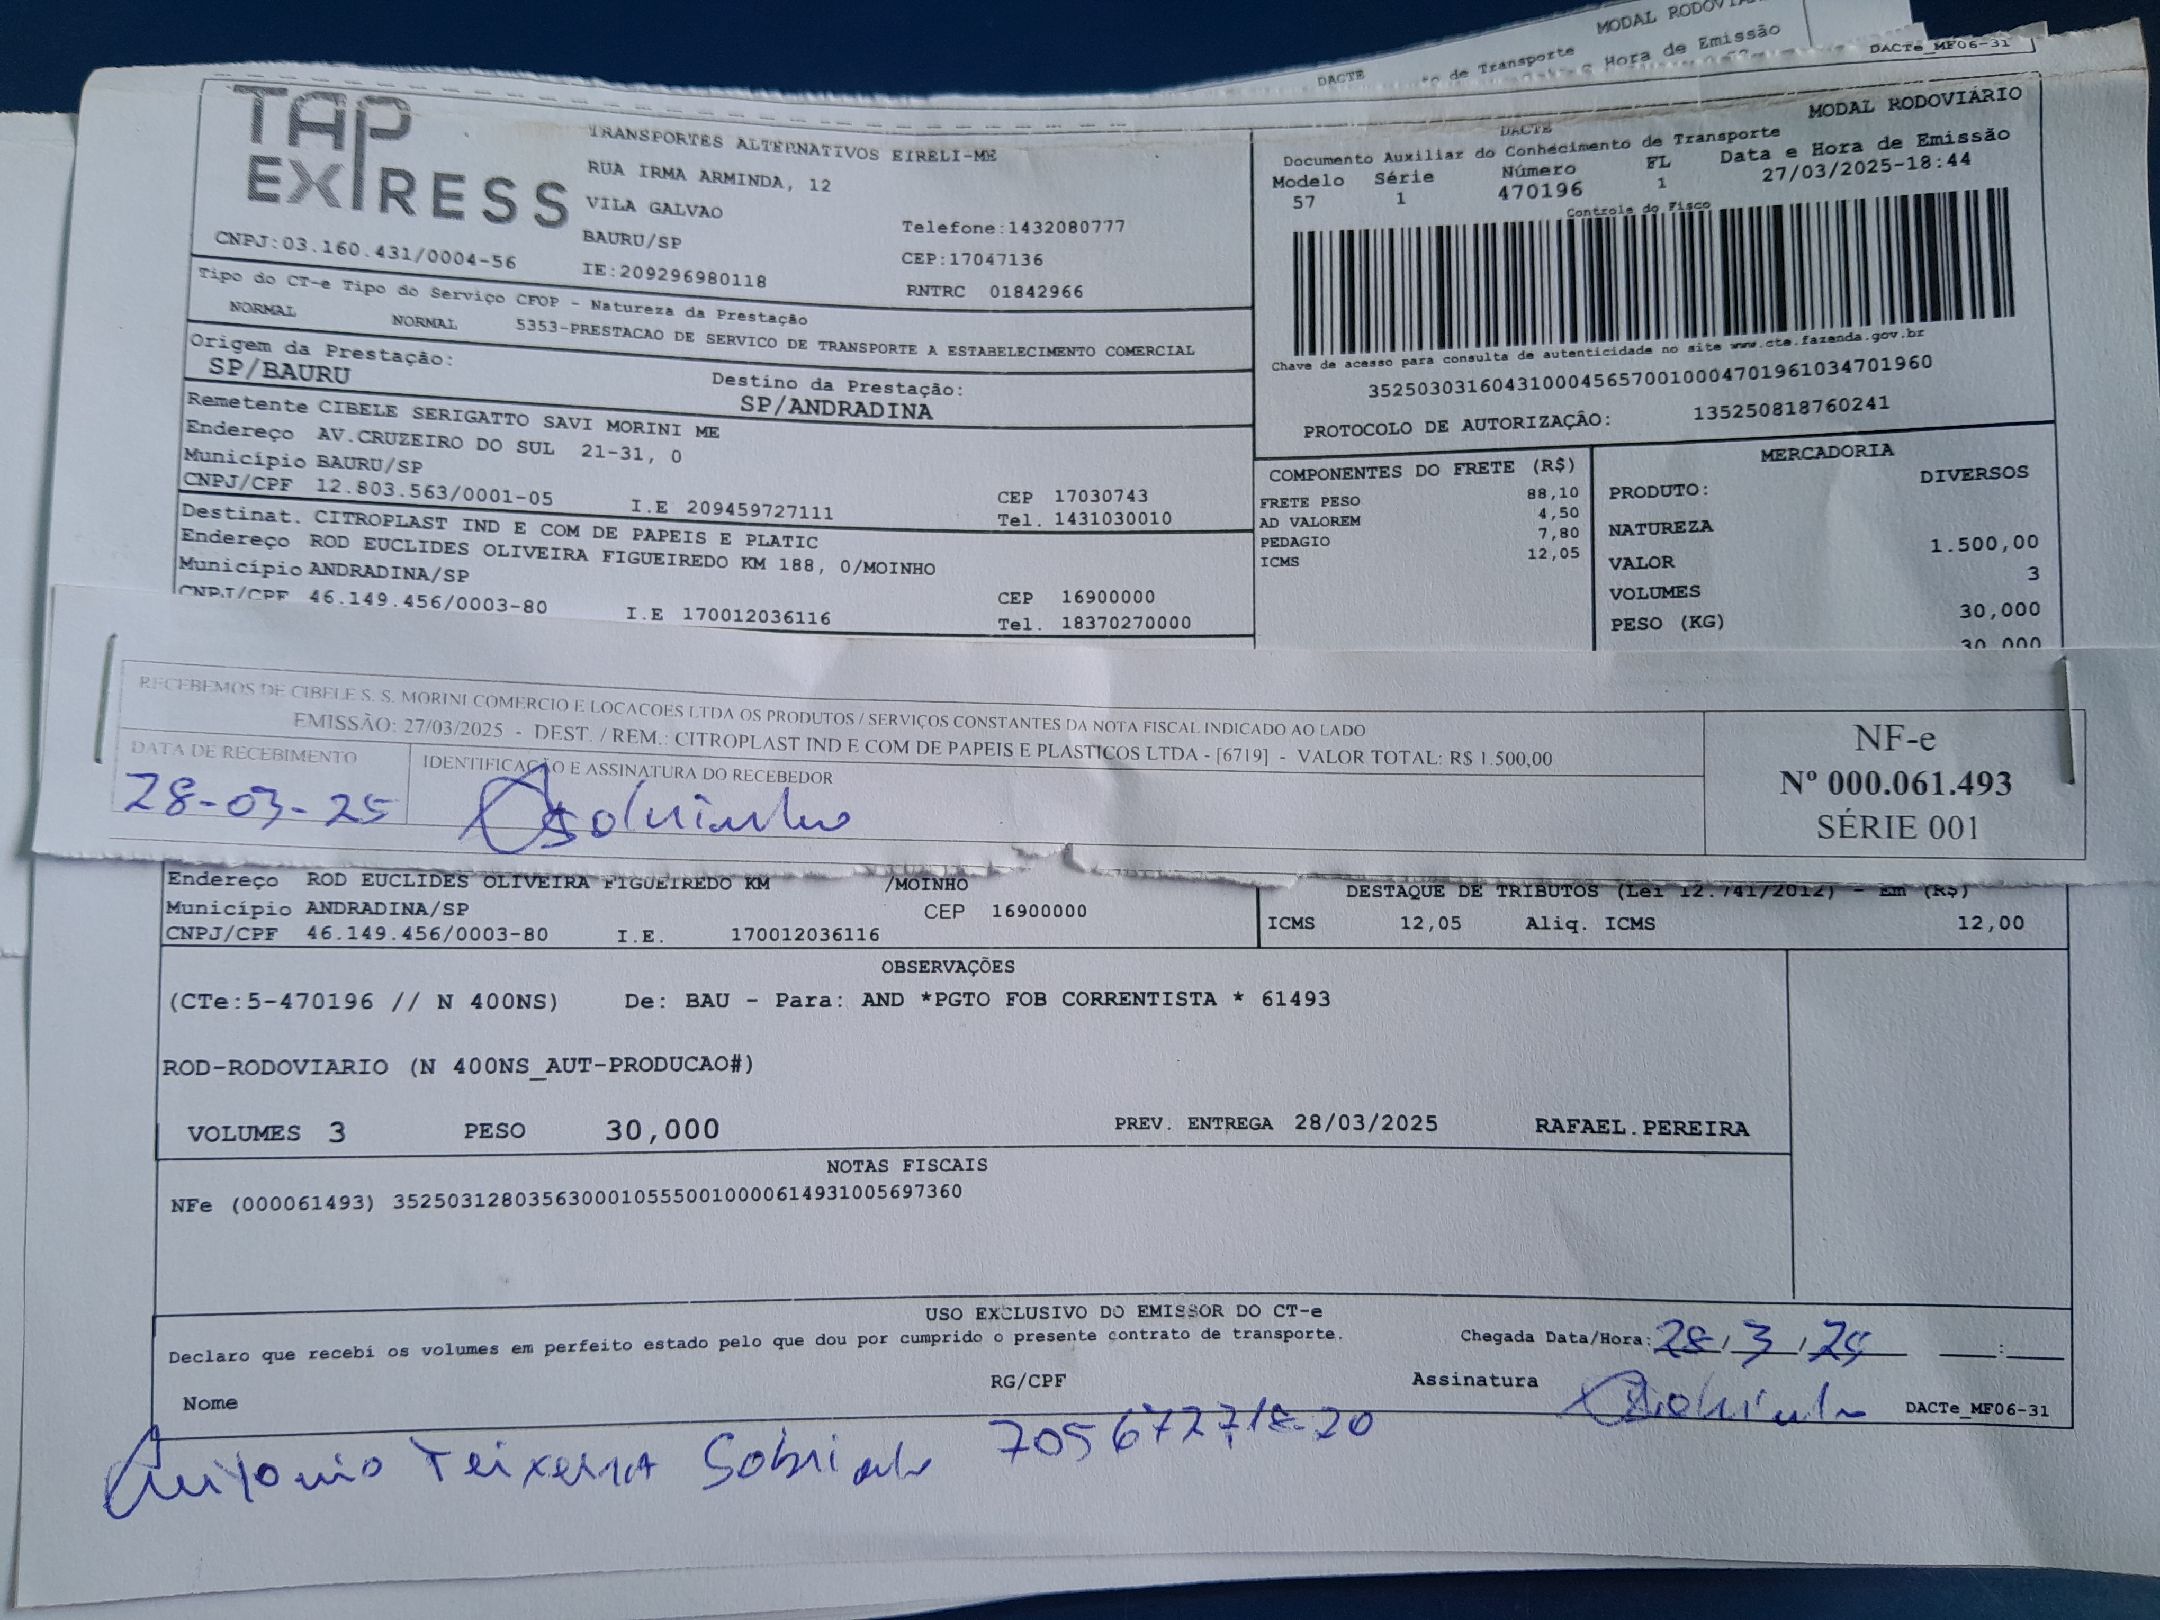 MODAL RODOVIÁ
DACTE
to de Transporte
Hora de Emissão
DACTe_MF06-31
TAP
EXPRESS
TRANSPORTES ALTERNATIVOS EIRELI-ME
RUA IRMA ARMINDA, 12
VILA GALVAO
BAURU/SP
Telefone:1432080777
CEP:17047136
CNPJ:03.160.431/0004-56
IE:209296980118
RNTRC 01842966
DACTE
MODAL RODOVIÁRIO
Documento Auxiliar do Conhecimento de Transporte
Modelo Série Número FL Data e Hora de Emissão
57 1 470196 1 27/03/2025-18:44
Controle do Fisco
Chave de acesso para consulta de autenticidade no site www.cte.fazenda.gov.br
35250303160431000456570010004701961034701960
PROTOCOLO DE AUTORIZAÇÃO: 135250818760241
Tipo do CT-e Tipo do Serviço CFOP - Natureza da Prestação
NORMAL NORMAL 5353-PRESTACAO DE SERVICO DE TRANSPORTE A ESTABELECIMENTO COMERCIAL
Origem da Prestação:
SP/BAURU
Destino da Prestação:
SP/ANDRADINA
Remetente CIBELE SERIGATTO SAVI MORINI ME
Endereço AV.CRUZEIRO DO SUL 21-31, 0
Município BAURU/SP
CEP 17030743
CNPJ/CPF 12.803.563/0001-05 I.E 209459727111 Tel. 1431030010
Destinat. CITROPLAST IND E COM DE PAPEIS E PLATIC
Endereço ROD EUCLIDES OLIVEIRA FIGUEIREDO KM 188, 0/MOINHO
Município ANDRADINA/SP
CEP 16900000
CNPJ/CPF 46.149.456/0003-80 I.E 170012036116 Tel. 18370270000
COMPONENTES DO FRETE (R$)
FRETE PESO 88,10
AD VALOREM 4,50
PEDAGIO 7,80
ICMS 12,05
MERCADORIA
PRODUTO: DIVERSOS
NATUREZA
VALOR 1.500,00
VOLUMES 3
PESO (KG) 30,000
30,000
RECEBEMOS DE CIBELE S. S. MORINI COMERCIO E LOCACOES LTDA OS PRODUTOS / SERVIÇOS CONSTANTES DA NOTA FISCAL INDICADO AO LADO
EMISSÃO: 27/03/2025 - DEST. / REM.: CITROPLAST IND E COM DE PAPEIS E PLASTICOS LTDA - [6719] - VALOR TOTAL: R$ 1.500,00
DATA DE RECEBIMENTO
28-03-25
IDENTIFICAÇÃO E ASSINATURA DO RECEBEDOR
NF-e
Nº 000.061.493
SÉRIE 001
Endereço ROD EUCLIDES OLIVEIRA FIGUEIREDO KM /MOINHO
Município ANDRADINA/SP CEP 16900000
CNPJ/CPF 46.149.456/0003-80 I.E. 170012036116
DESTAQUE DE TRIBUTOS (Lei 12.741/2012) - Em (R$)
ICMS 12,05 Aliq. ICMS 12,00
OBSERVAÇÕES
(CTe:5-470196 // N 400NS) De: BAU - Para: AND *PGTO FOB CORRENTISTA * 61493
ROD-RODOVIARIO (N 400NS_AUT-PRODUCAO#)
VOLUMES 3 PESO 30,000 PREV. ENTREGA 28/03/2025 RAFAEL.PEREIRA
NOTAS FISCAIS
NFe (000061493) 35250312803563000105550010000614931005697360
USO EXCLUSIVO DO EMISSOR DO CT-e
Declaro que recebi os volumes em perfeito estado pelo que dou por cumprido o presente contrato de transporte.
Chegada Data/Hora: 28/3/25 :
Nome RG/CPF Assinatura
DACTe_MF06-31
Antonio Teixeira Sobrinho